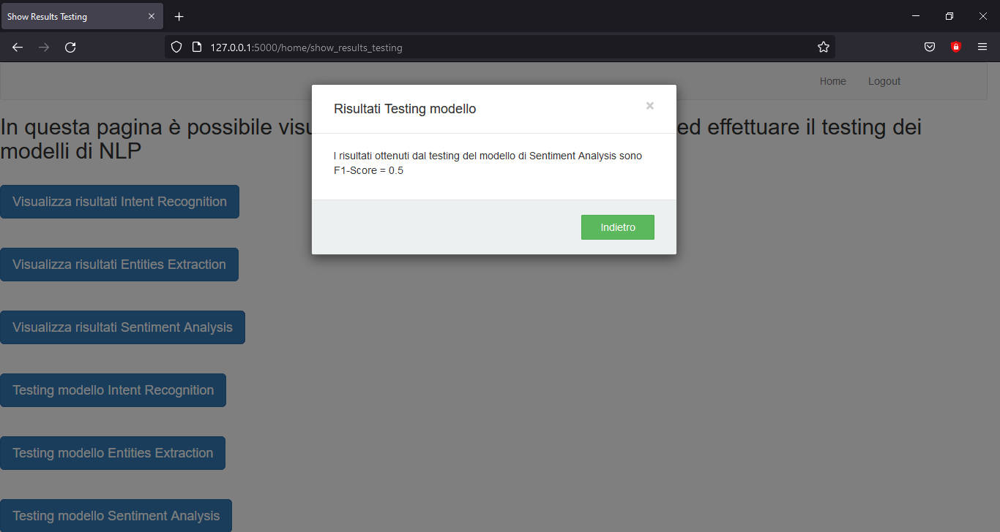 Show Results Testing
127.0.0.1:5000/home/show_results_testing
Home Logout
Risultati Testing modello ×
I risultati ottenuti dal testing del modello di Sentiment Analysis sono
F1-Score = 0.5
Indietro
In questa pagina è possibile ed effettuare il testing dei
modelli di NLP
Visualizza risultati Intent Recognition
Visualizza risultati Entities Extraction
Visualizza risultati Sentiment Analysis
Testing modello Intent Recognition
Testing modello Entities Extraction
Testing modello Sentiment Analysis